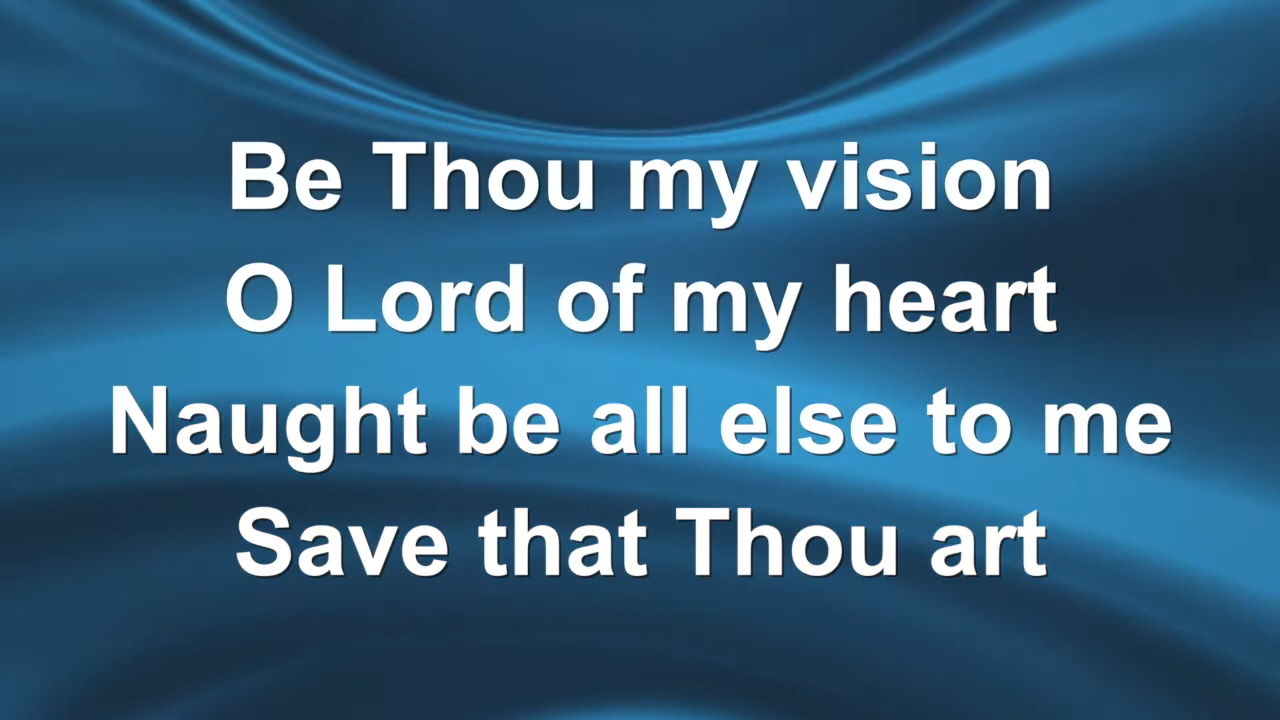 Be Thou my vision
O Lord of my heart
Naught be all else to me
Save that Thou art